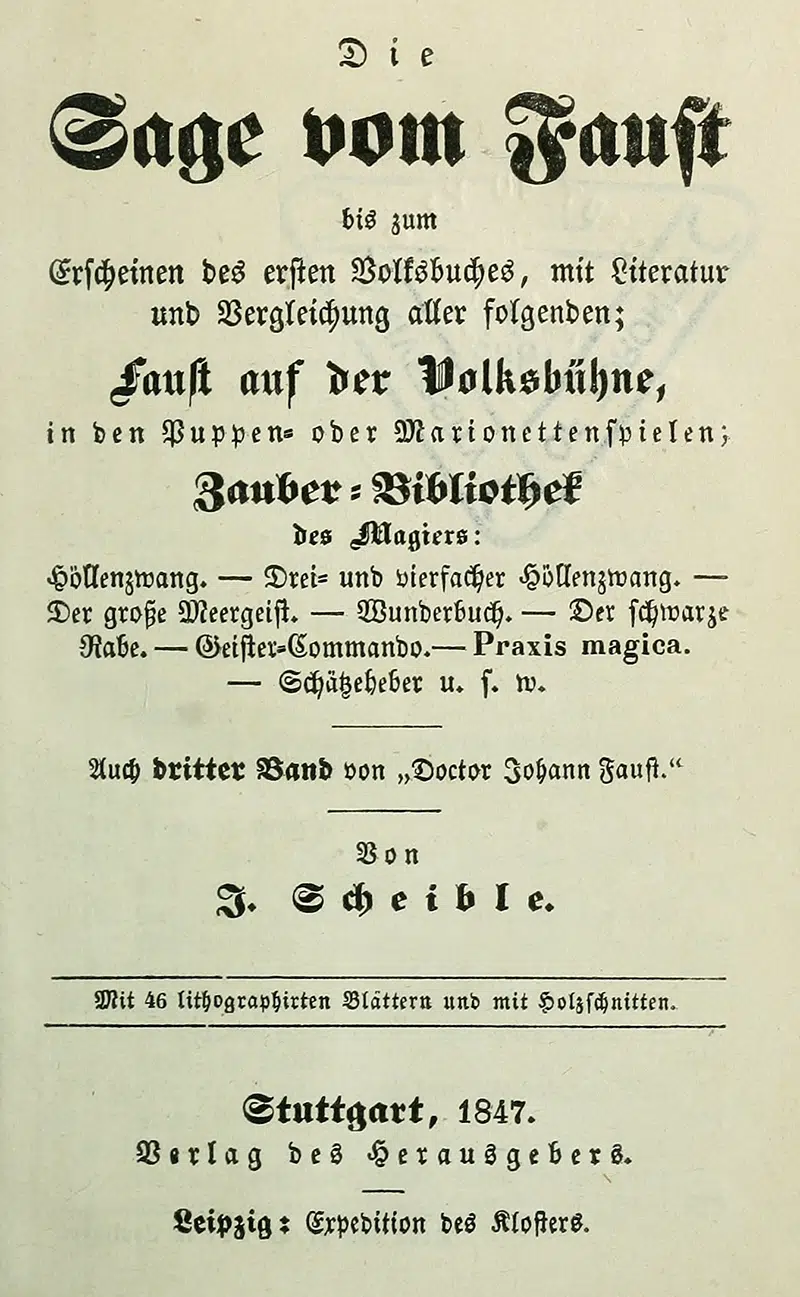 Die
Sage vom Faust
bis zum
Erscheinen des ersten Volksbuches, mit Literatur
und Vergleichung aller folgenden;
Faust auf der Volksbühne,
in den Puppen= oder Marionettenspielen;
Zauber=Bibliothek
des Magiers:
Höllenzwang. — Drei= und vierfacher Höllenzwang. —
Der große Meergeist. — Wunderbuch. — Der schwarze
Rabe. — Geister=Commando. — Praxis magica.
— Schätzeheber u. s. w.
Auch dritter Band von „Doctor Johann Faust.“
Von
J. Scheible.
Mit 46 lithographirten Blättern und mit Holzschnitten.
Stuttgart, 1847.
Verlag des Herausgebers.
Leipzig: Expedition des Klosters.